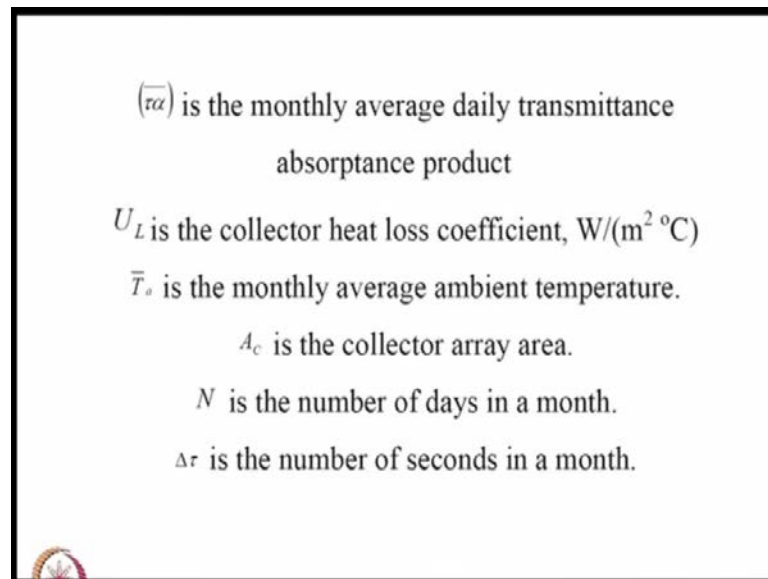 (τα)̅ is the monthly average daily transmittance
absorptance product
U_L is the collector heat loss coefficient, W/(m² ºC)
T̅ₐ is the monthly average ambient temperature.
A_c is the collector array area.
N is the number of days in a month.
Δτ is the number of seconds in a month.